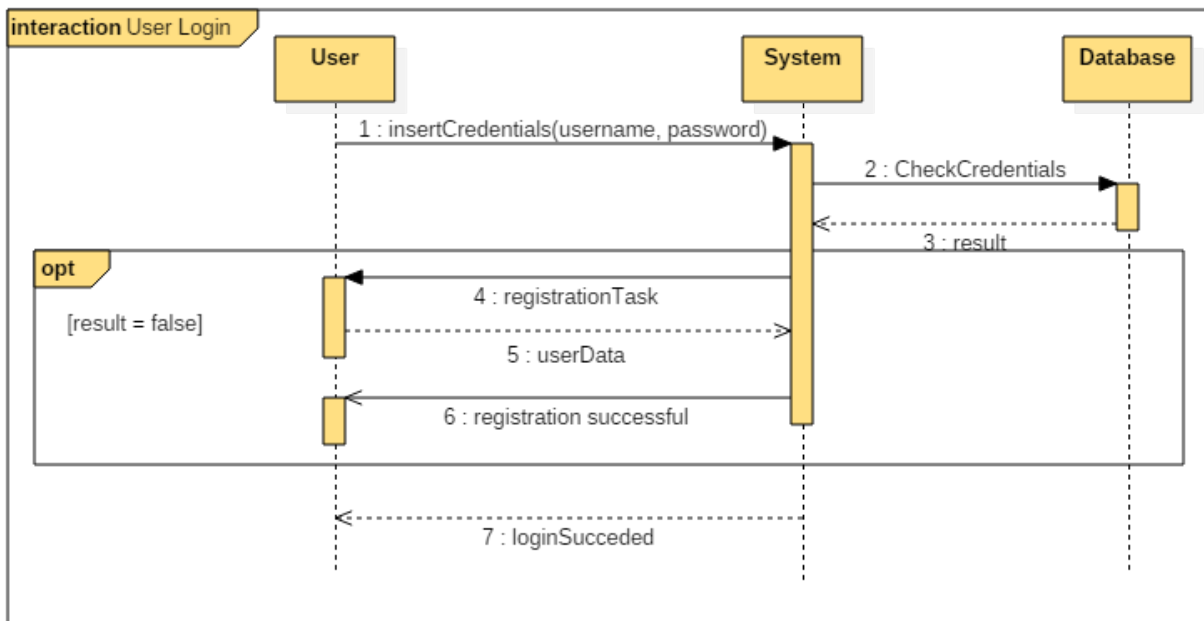 interaction User Login
User
System
Database
1 : insertCredentials(username, password)
2 : CheckCredentials
3 : result
opt
4 : registrationTask
[result = false]
5 : userData
6 : registration successful
7 : loginSucceded